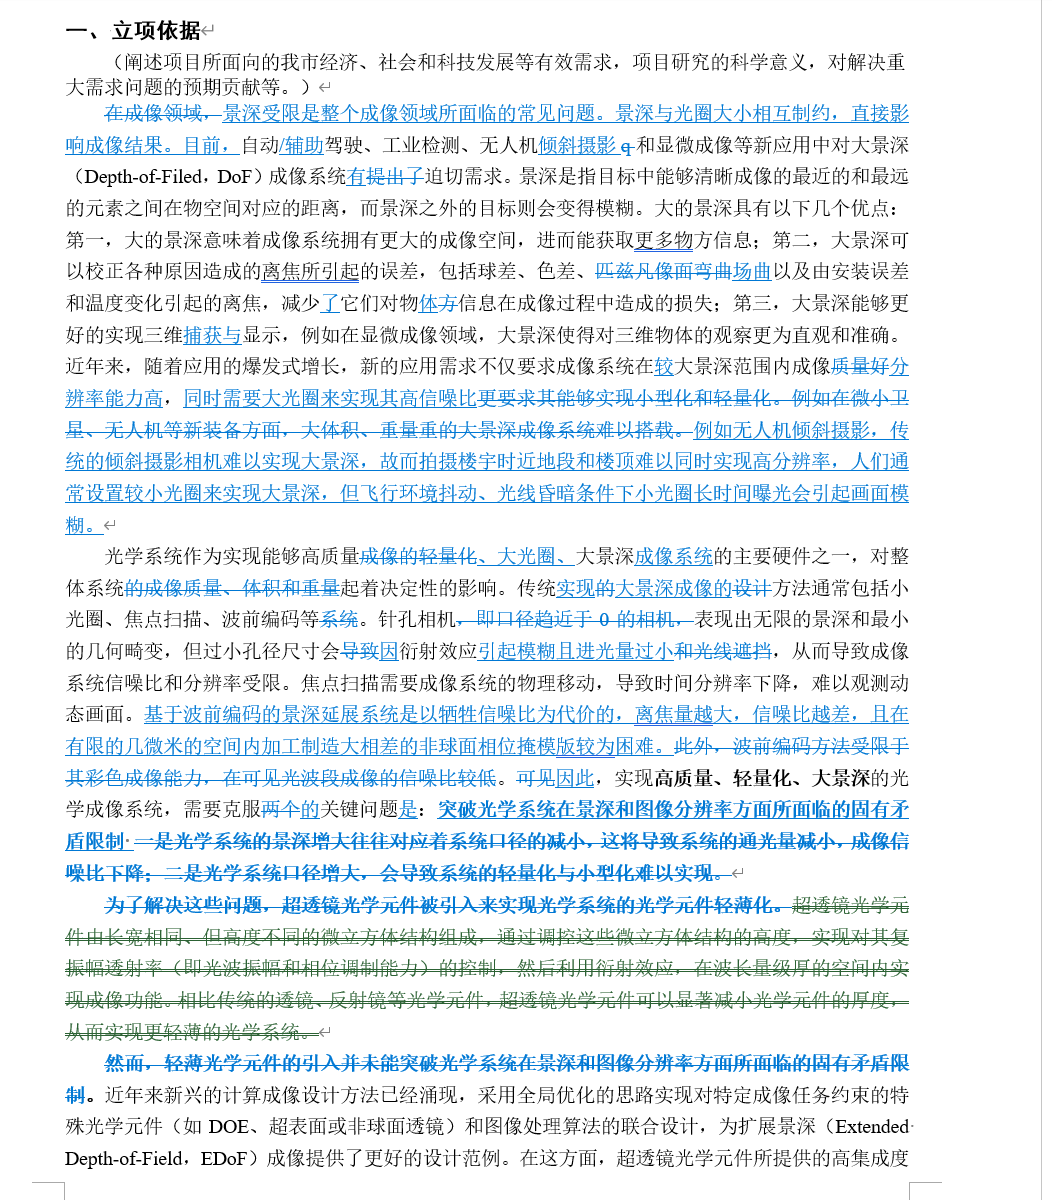 一、立项依据
（阐述项目所面向的我市经济、社会和科技发展等有效需求，项目研究的科学意义，对解决重
大需求问题的预期贡献等。）
在成像领域，景深受限是整个成像领域所面临的常见问题。景深与光圈大小相互制约，直接影
响成像结果。目前，自动/辅助驾驶、工业检测、无人机倾斜摄影 q 和显微成像等新应用中对大景深
（Depth-of-Filed，DoF）成像系统有提出了迫切需求。景深是指目标中能够清晰成像的最近的和最远
的元素之间在物空间对应的距离，而景深之外的目标则会变得模糊。大的景深具有以下几个优点：
第一，大的景深意味着成像系统拥有更大的成像空间，进而能获取更多物方信息；第二，大景深可
以校正各种原因造成的离焦所引起的误差，包括球差、色差、匹兹凡像面弯曲场曲以及由安装误差
和温度变化引起的离焦，减少了它们对物体方信息在成像过程中造成的损失；第三，大景深能够更
好的实现三维捕获与显示，例如在显微成像领域，大景深使得对三维物体的观察更为直观和准确。
近年来，随着应用的爆发式增长，新的应用需求不仅要求成像系统在较大景深范围内成像质量好分
辨率能力高，同时需要大光圈来实现其高信噪比更要求其能够实现小型化和轻量化。例如在微小卫
星、无人机等新装备方面，大体积、重量重的大景深成像系统难以搭载。例如无人机倾斜摄影，传
统的倾斜摄影相机难以实现大景深，故而拍摄楼宇时近地段和楼顶难以同时实现高分辨率，人们通
常设置较小光圈来实现大景深，但飞行环境抖动、光线昏暗条件下小光圈长时间曝光会引起画面模
糊。
光学系统作为实现能够高质量成像的轻量化、大光圈、大景深成像系统的主要硬件之一，对整
体系统的成像质量、体积和重量起着决定性的影响。传统实现的大景深成像的设计方法通常包括小
光圈、焦点扫描、波前编码等系统。针孔相机，即口径趋近于 0 的相机，表现出无限的景深和最小
的几何畸变，但过小孔径尺寸会导致因衍射效应引起模糊且进光量过小和光线遮挡，从而导致成像
系统信噪比和分辨率受限。焦点扫描需要成像系统的物理移动，导致时间分辨率下降，难以观测动
态画面。基于波前编码的景深延展系统是以牺牲信噪比为代价的，离焦量越大，信噪比越差，且在
有限的几微米的空间内加工制造大相差的非球面相位掩模版较为困难。此外，波前编码方法受限于
其彩色成像能力，在可见光波段成像的信噪比较低。可见因此，实现高质量、轻量化、大景深的光
学成像系统，需要克服两个的关键问题是：突破光学系统在景深和图像分辨率方面所面临的固有矛
盾限制 一是光学系统的景深增大往往对应着系统口径的减小，这将导致系统的通光量减小，成像信
噪比下降；二是光学系统口径增大，会导致系统的轻量化与小型化难以实现。
为了解决这些问题，超透镜光学元件被引入来实现光学系统的光学元件轻薄化。超透镜光学元
件由长宽相同、但高度不同的微立方体结构组成，通过调控这些微立方体结构的高度，实现对其复
振幅透射率（即光波振幅和相位调制能力）的控制，然后利用衍射效应，在波长量级厚的空间内实
现成像功能。相比传统的透镜、反射镜等光学元件，超透镜光学元件可以显著减小光学元件的厚度，
从而实现更轻薄的光学系统。
然而，轻薄光学元件的引入并未能突破光学系统在景深和图像分辨率方面所面临的固有矛盾限
制。近年来新兴的计算成像设计方法已经涌现，采用全局优化的思路实现对特定成像任务约束的特
殊光学元件（如 DOE、超表面或非球面透镜）和图像处理算法的联合设计，为扩展景深（Extended
Depth-of-Field，EDoF）成像提供了更好的设计范例。在这方面，超透镜光学元件所提供的高集成度